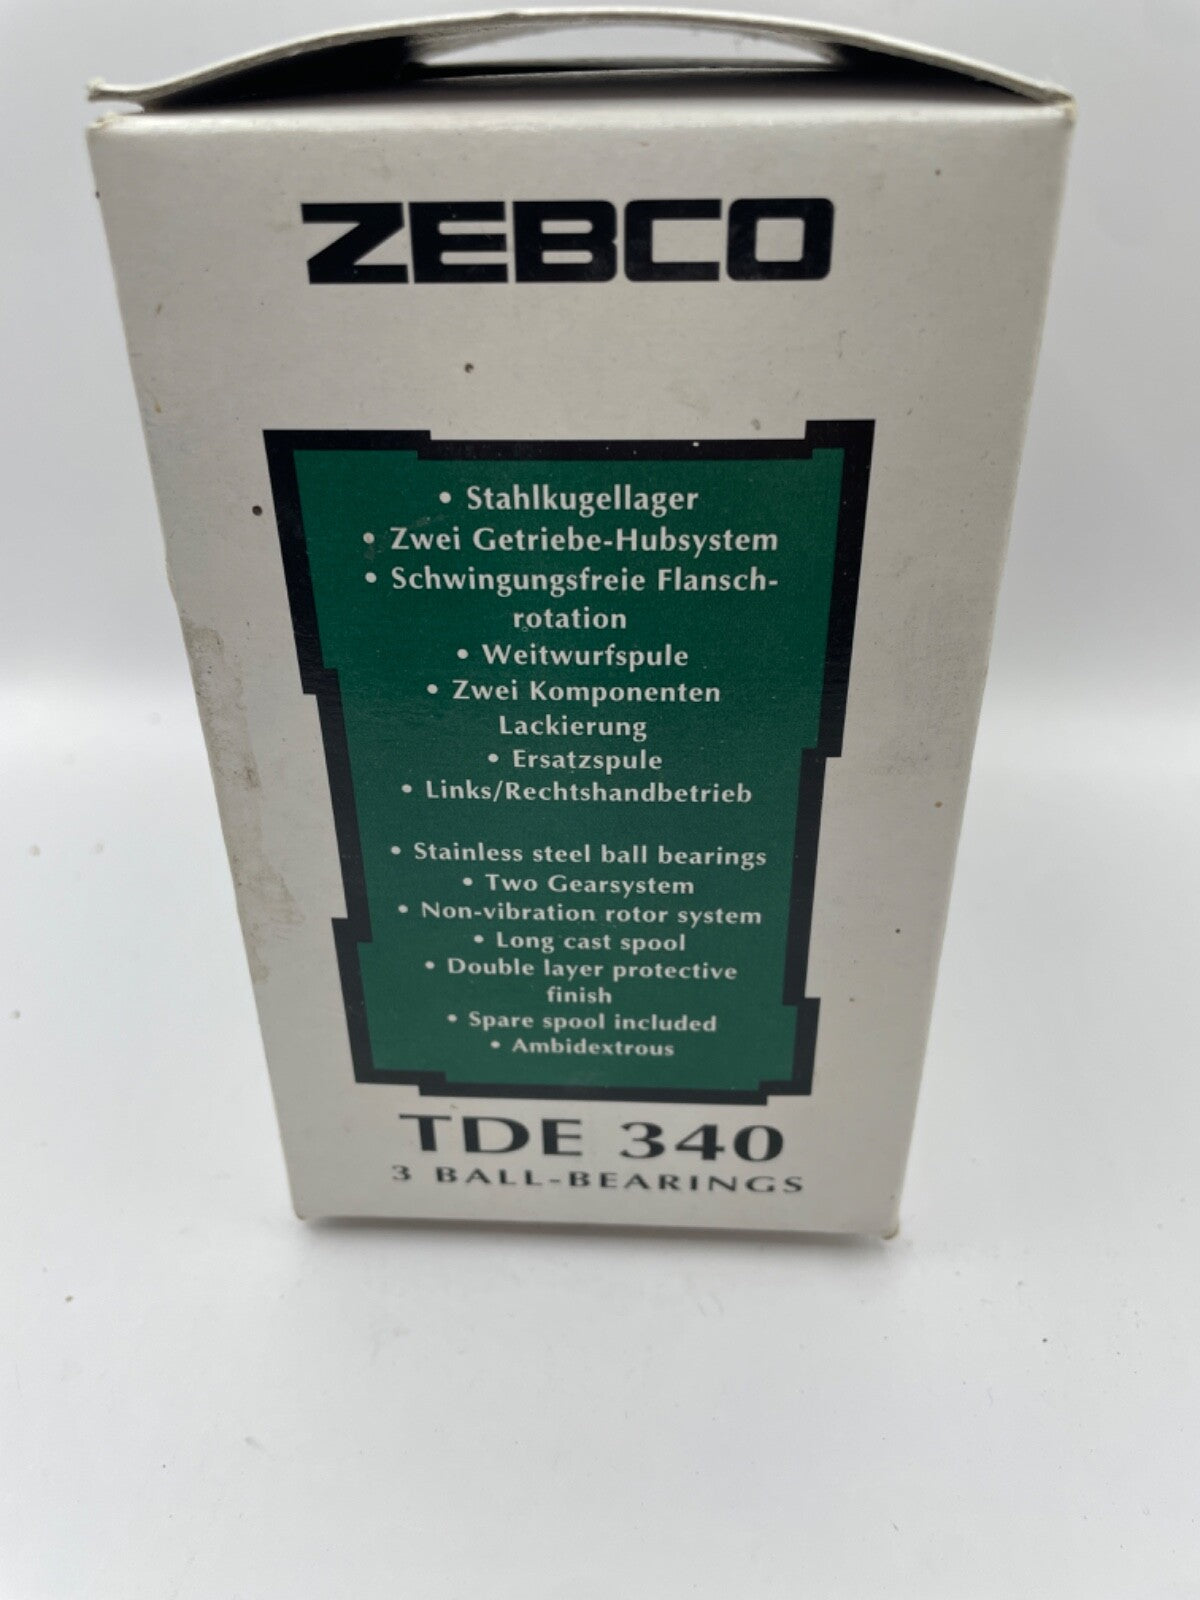 ZEBCO
• Stahlkugellager
• Zwei Getriebe-Hubsystem
• Schwingungsfreie Flansch-
rotation
• Weitwurfspule
• Zwei Komponenten
Lackierung
• Ersatzspule
• Links/Rechtshandbetrieb
• Stainless steel ball bearings
• Two Gearsystem
• Non-vibration rotor system
• Long cast spool
• Double layer protective
finish
• Spare spool included
• Ambidextrous
TDE 340
3 BALL-BEARINGS